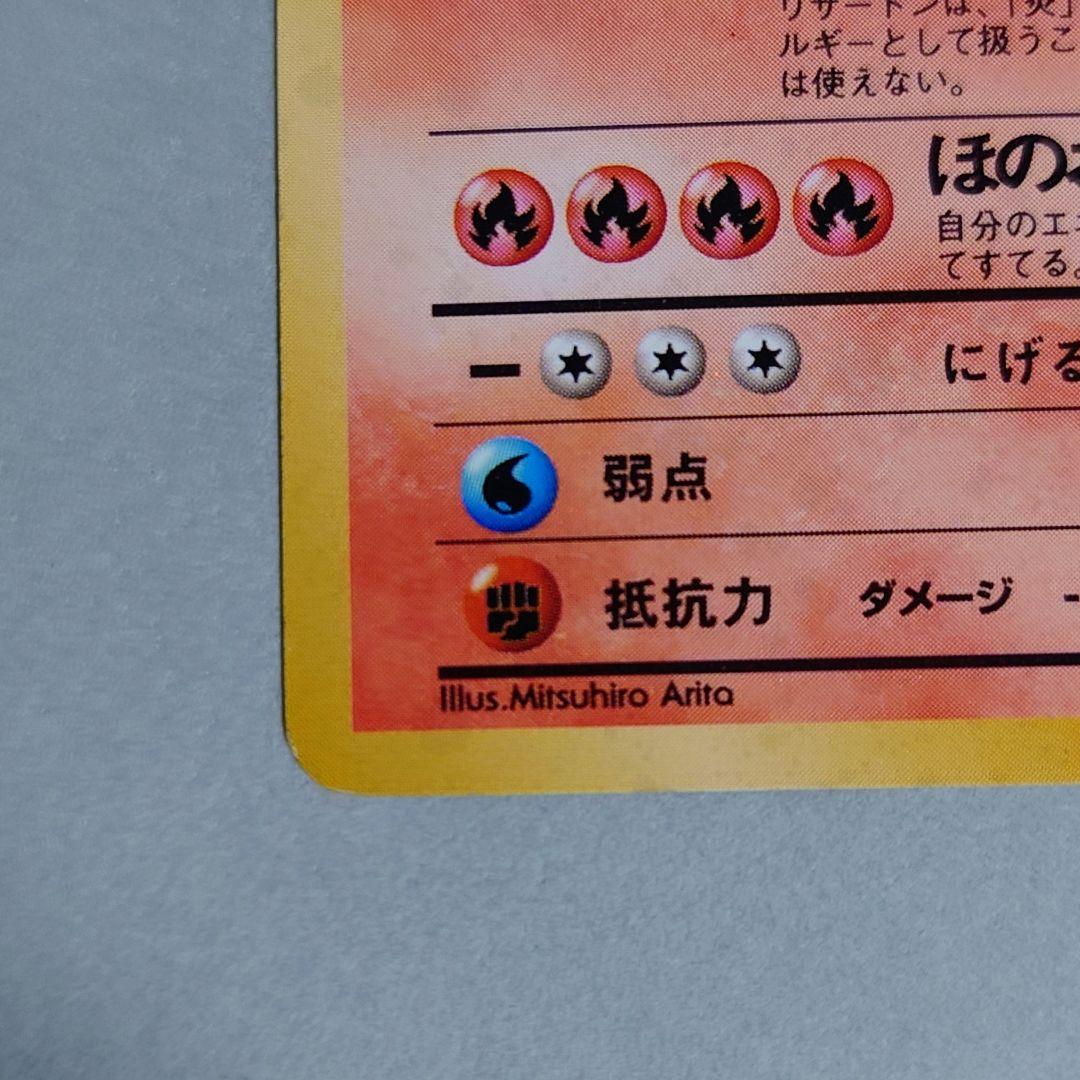 リザードンは、「炎」
ルギーとして扱うこ
は使えない。
ほのお
自分のエネ
てすてる。
にげる
弱点
抵抗力 ダメージ −
Illus.Mitsuhiro Arita